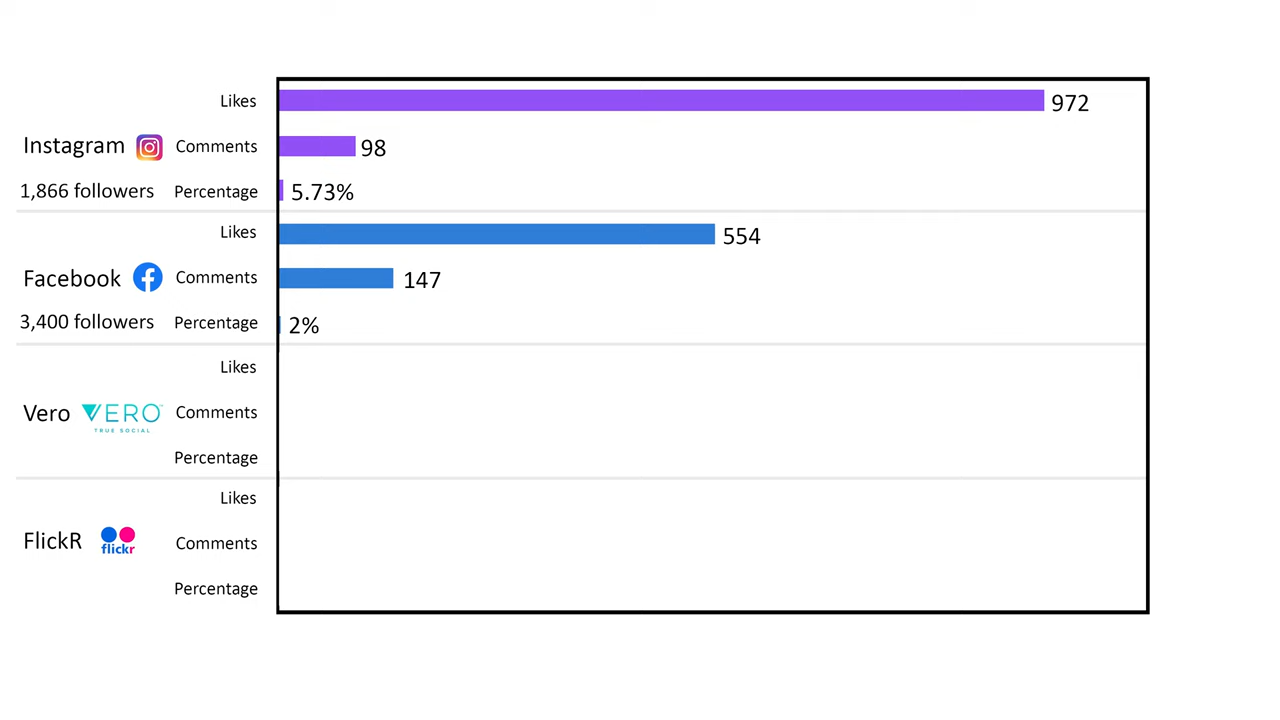 Likes 972
Instagram Comments 98
1,866 followers Percentage 5.73%
Likes 554
Facebook Comments 147
3,400 followers Percentage 2%
Likes
Vero VERO™ Comments
TRUE SOCIAL
Percentage
Likes
FlickR flickr Comments
Percentage